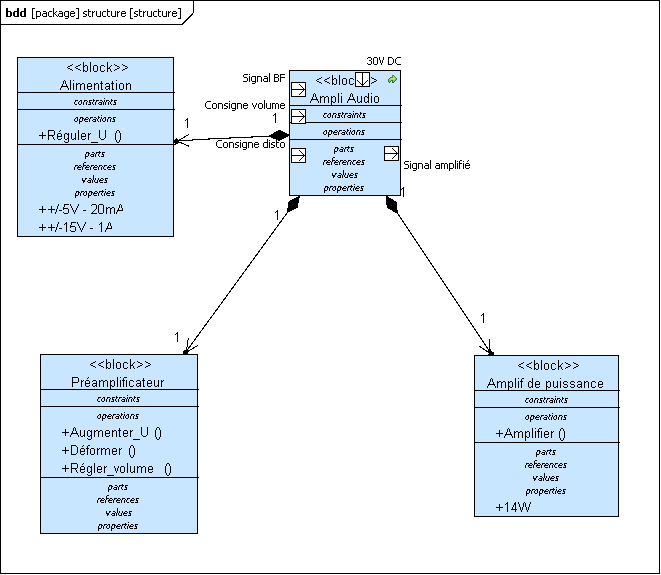 bdd [package] structure [structure]
30V DC
<<block>>
Alimentation
constraints
operations
+Réguler_U ()
parts
references
values
properties
++/-5V - 20mA
++/-15V - 1A
1
Signal BF
Consigne volume
1
Consigne disto
<<bloc>>
Ampli Audio
constraints
operations
parts
references
values
properties
Signal amplifié
1
1
1
1
<<block>>
Préamplificateur
constraints
operations
+Augmenter_U ()
+Déformer ()
+Régler_volume ()
parts
references
values
properties
<<block>>
Amplif de puissance
constraints
operations
+Amplifier ()
parts
references
values
properties
+14W